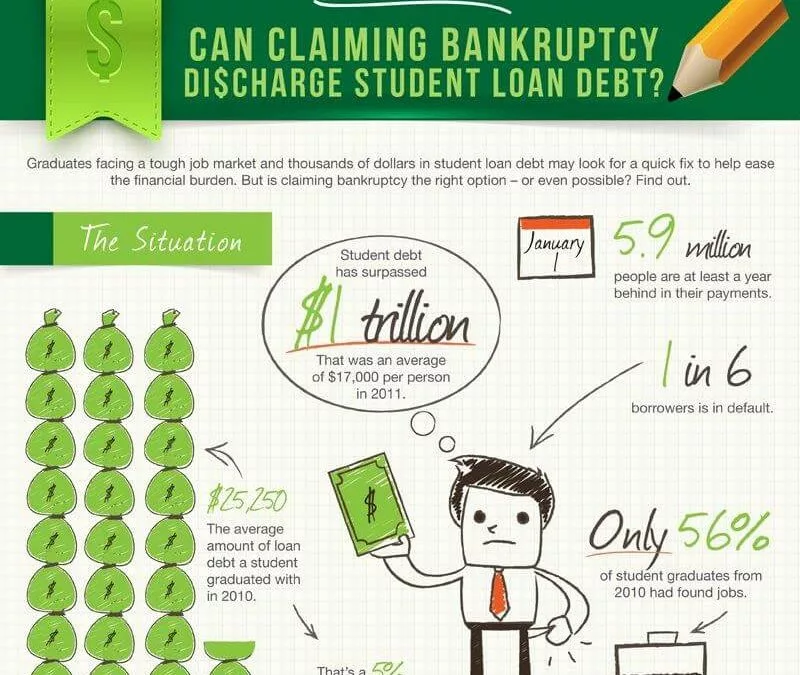 CAN CLAIMING BANKRUPTCY
DI$CHARGE STUDENT LOAN DEBT?
Graduates facing a tough job market and thousands of dollars in student loan debt may look for a quick fix to help ease
the financial burden. But is claiming bankruptcy the right option – or even possible? Find out.
The Situation
Student debt
has surpassed
$1 trillion
That was an average
of $17,000 per person
in 2011.
January
1
5.9 million
people are at least a year
behind in their payments.
1 in 6
borrowers is in default.
$25,250
The average
amount of loan
debt a student
graduated with
in 2010.
Only 56%
of student graduates from
2010 had found jobs.
That's a 5%